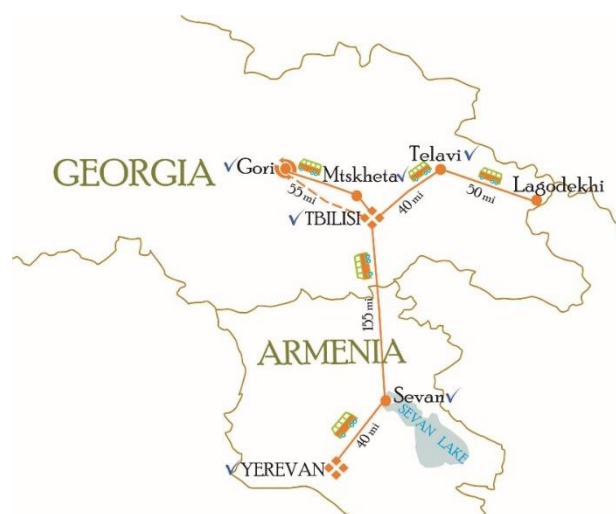 Telavi
GEORGIA
Gori
Mtskheta
Lagodekhi
55 mi
40 mi
50 mi
TBILISI
155 mi
ARMENIA
Sevan
SEVAN LAKE
40 mi
YEREVAN